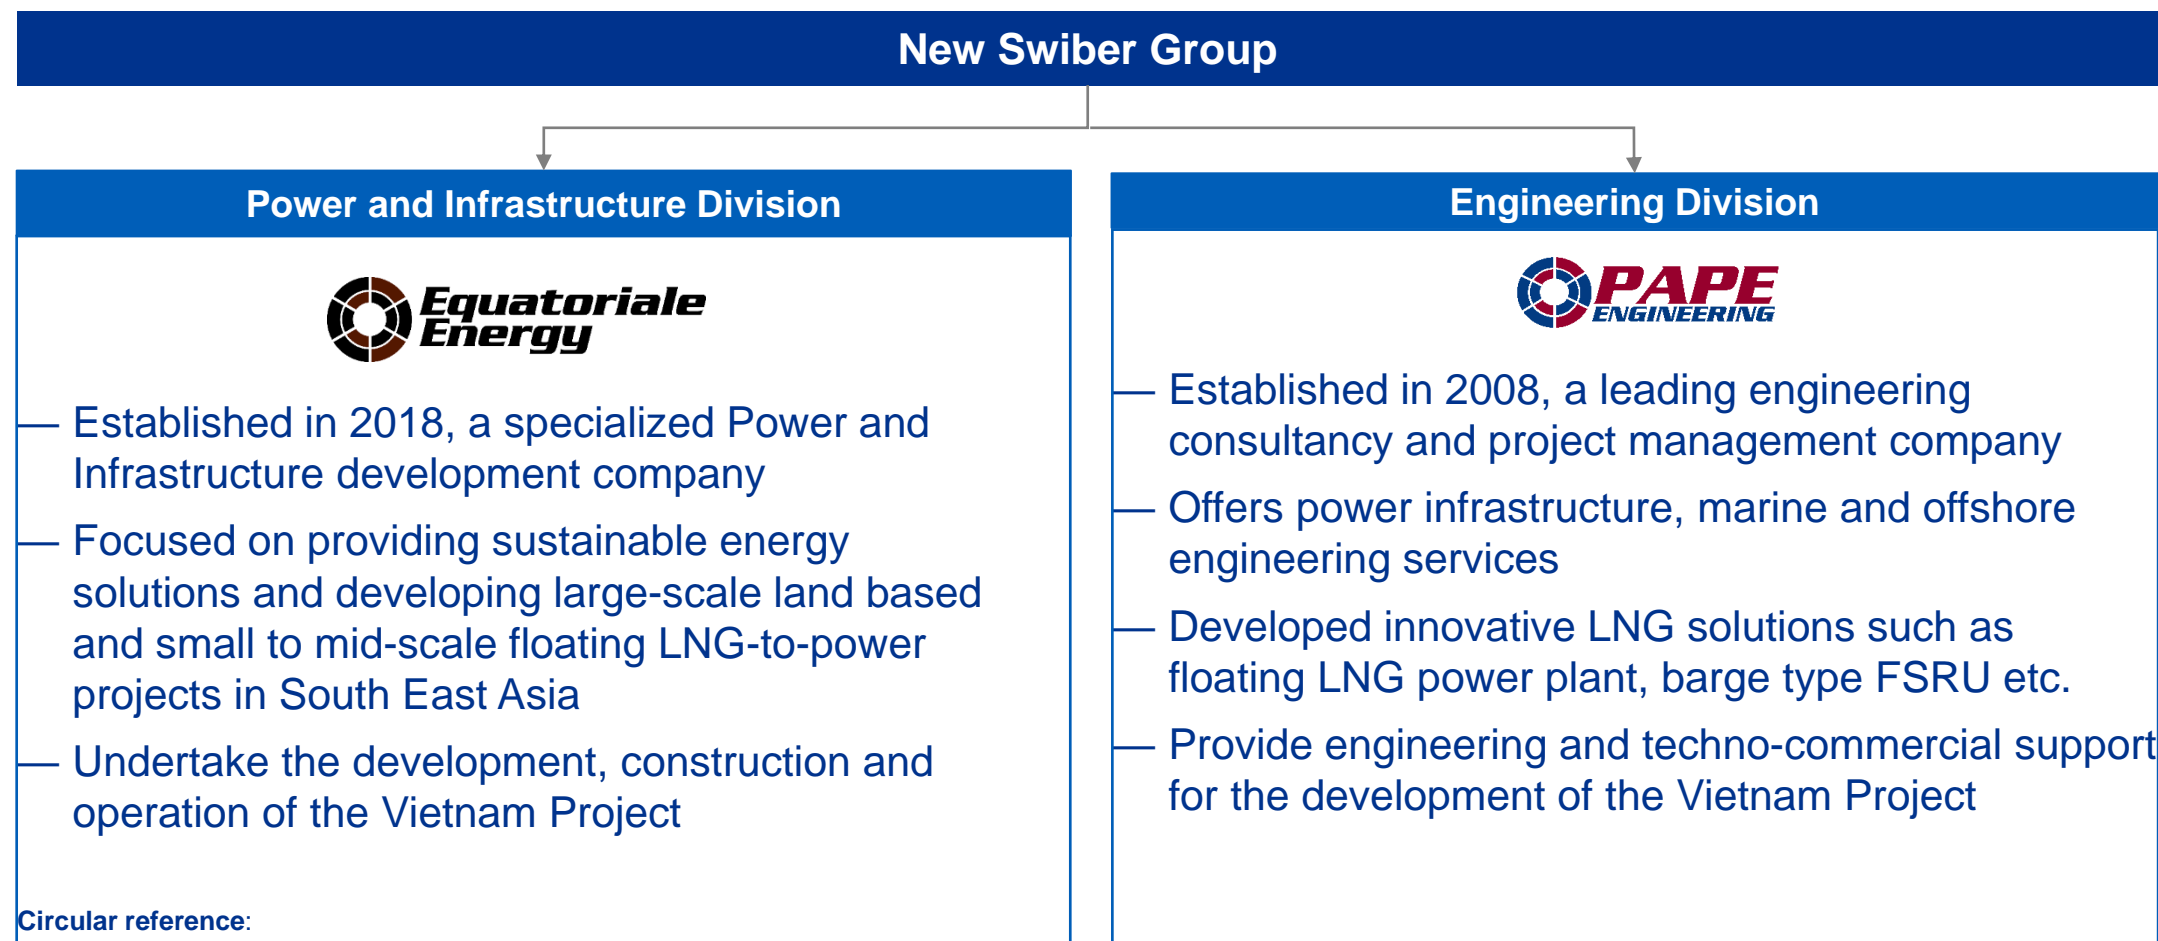 New Swiber Group
Power and Infrastructure Division
Equatoriale
Energy
— Established in 2018, a specialized Power and
Infrastructure development company
— Focused on providing sustainable energy
solutions and developing large-scale land based
and small to mid-scale floating LNG-to-power
projects in South East Asia
— Undertake the development, construction and
operation of the Vietnam Project
Circular reference:
Engineering Division
PAPE
ENGINEERING
— Established in 2008, a leading engineering
consultancy and project management company
— Offers power infrastructure, marine and offshore
engineering services
— Developed innovative LNG solutions such as
floating LNG power plant, barge type FSRU etc.
— Provide engineering and techno-commercial support
for the development of the Vietnam Project